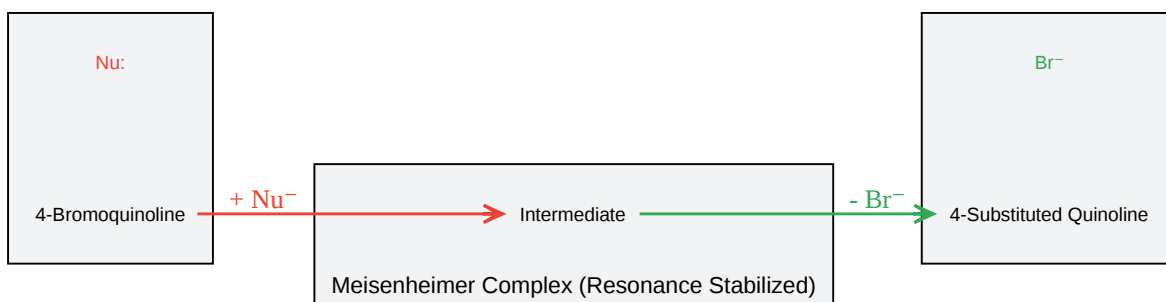 Nu:
Br⁻
+ Nu⁻
- Br⁻
4-Bromoquinoline
Intermediate
4-Substituted Quinoline
Meisenheimer Complex (Resonance Stabilized)